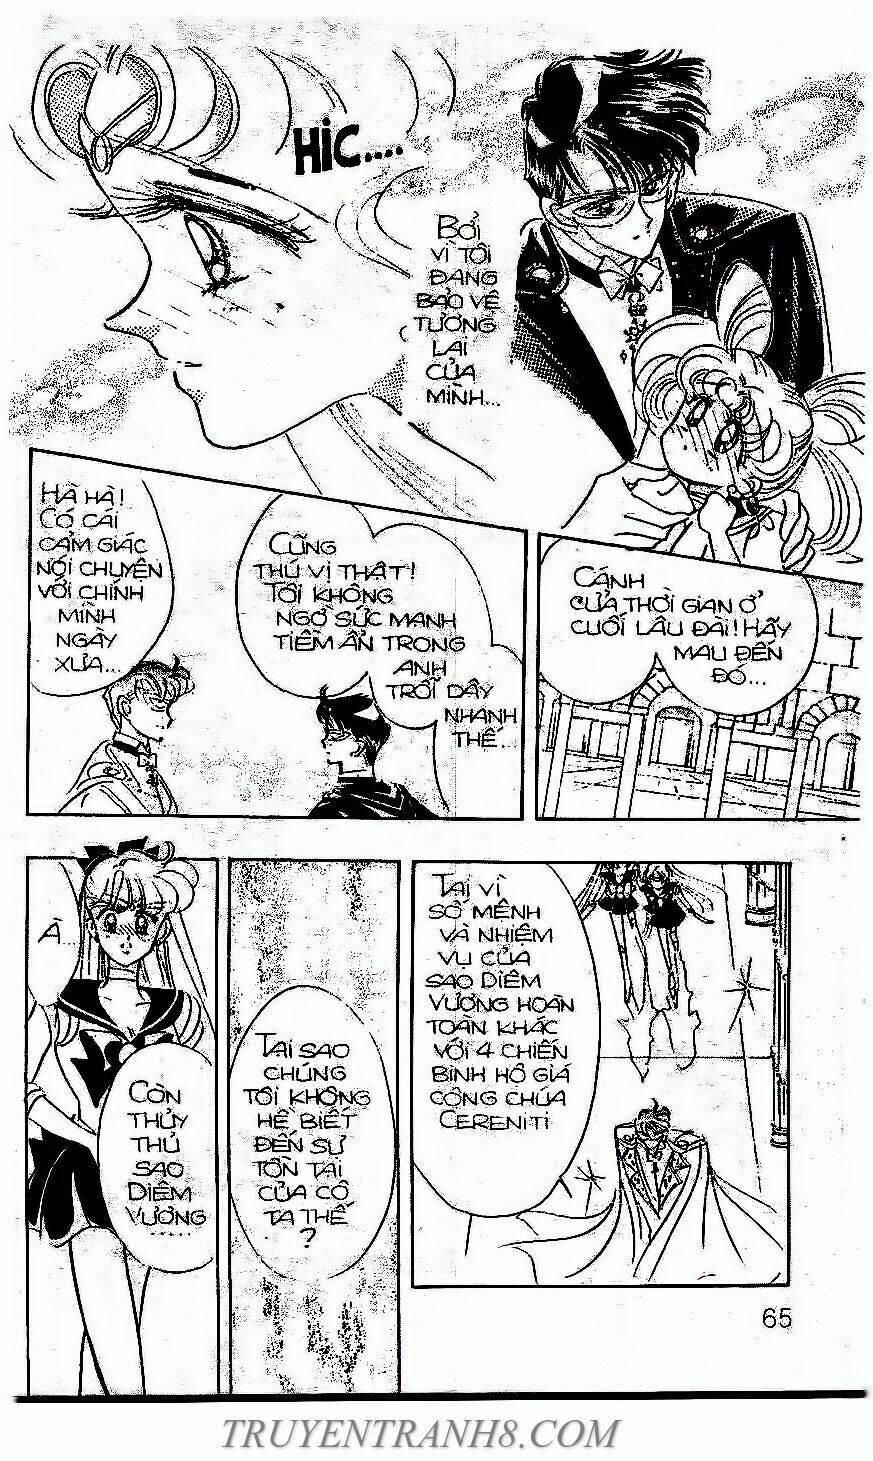 HÍC....
BỞI
VÌ TÔI
ĐANG
BẢO VỆ
TƯƠNG
LAI
CỦA
MÌNH...
HÀ HÀ!
CÓ CÁI
CẢM GIÁC
NÓI CHUYỆN
VỚI CHÍNH
MÌNH
NGÀY
XƯA...
CŨNG
THÚ VỊ THẬT!
TÔI KHÔNG
NGỜ SỨC MẠNH
TIỀM ẨN TRONG
ANH
TRỖI DẬY
NHANH
THẾ.
CÁNH
CỬA THỜI GIAN Ở
CUỐI LÂU ĐÀI! HÃY
MAU ĐẾN
ĐÓ...
À...
CÒN
THỦY
THỦ
SAO
DIÊM
VƯƠNG
......
TẠI SAO
CHÚNG
TÔI KHÔNG
HỀ BIẾT
ĐẾN SỰ
TỒN TẠI
CỦA CÔ
TA THẾ
?
TẠI VÌ
SỐ MỆNH
VÀ NHIỆM
VỤ CỦA
SAO DIÊM
VƯƠNG HOÀN
TOÀN KHÁC
VỚI 4 CHIẾN
BINH HỘ GIÁ
CÔNG CHÚA
CERENITI
65
TRUYENTRANH8.COM